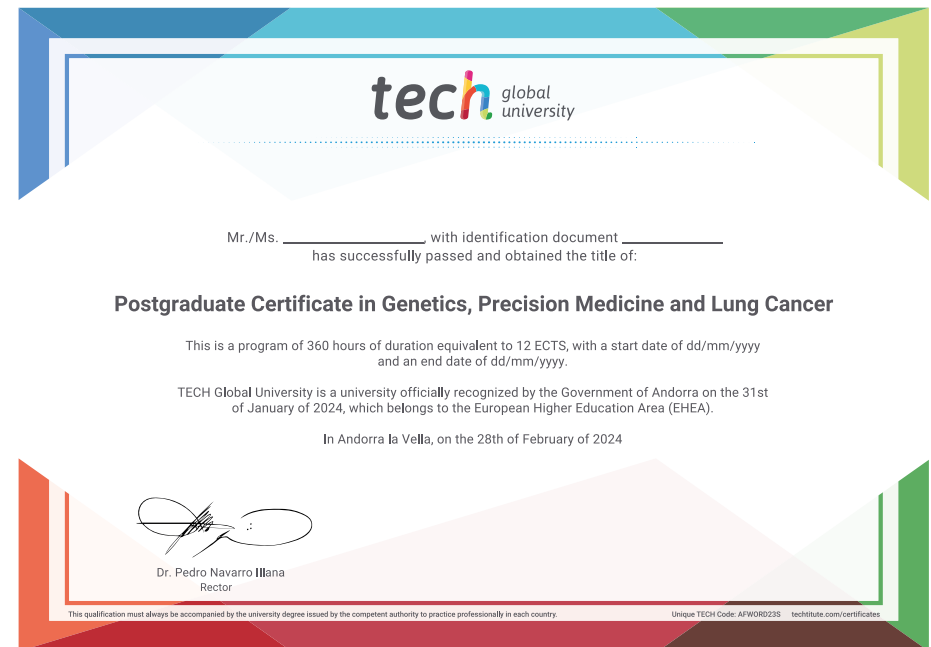 tech global
university
Mr./Ms. ____________, with identification document ____________
has successfully passed and obtained the title of:
Postgraduate Certificate in Genetics, Precision Medicine and Lung Cancer
This is a program of 360 hours of duration equivalent to 12 ECTS, with a start date of dd/mm/yyyy
and an end date of dd/mm/yyyy.
TECH Global University is a university officially recognized by the Government of Andorra on the 31st
of January of 2024, which belongs to the European Higher Education Area (EHEA).
In Andorra la Vella, on the 28th of February of 2024
Dr. Pedro Navarro Illana
Rector
This qualification must always be accompanied by the university degree issued by the competent authority to practice professionally in each country. Unique TECH Code: AFWORD23S techtitute.com/certificates